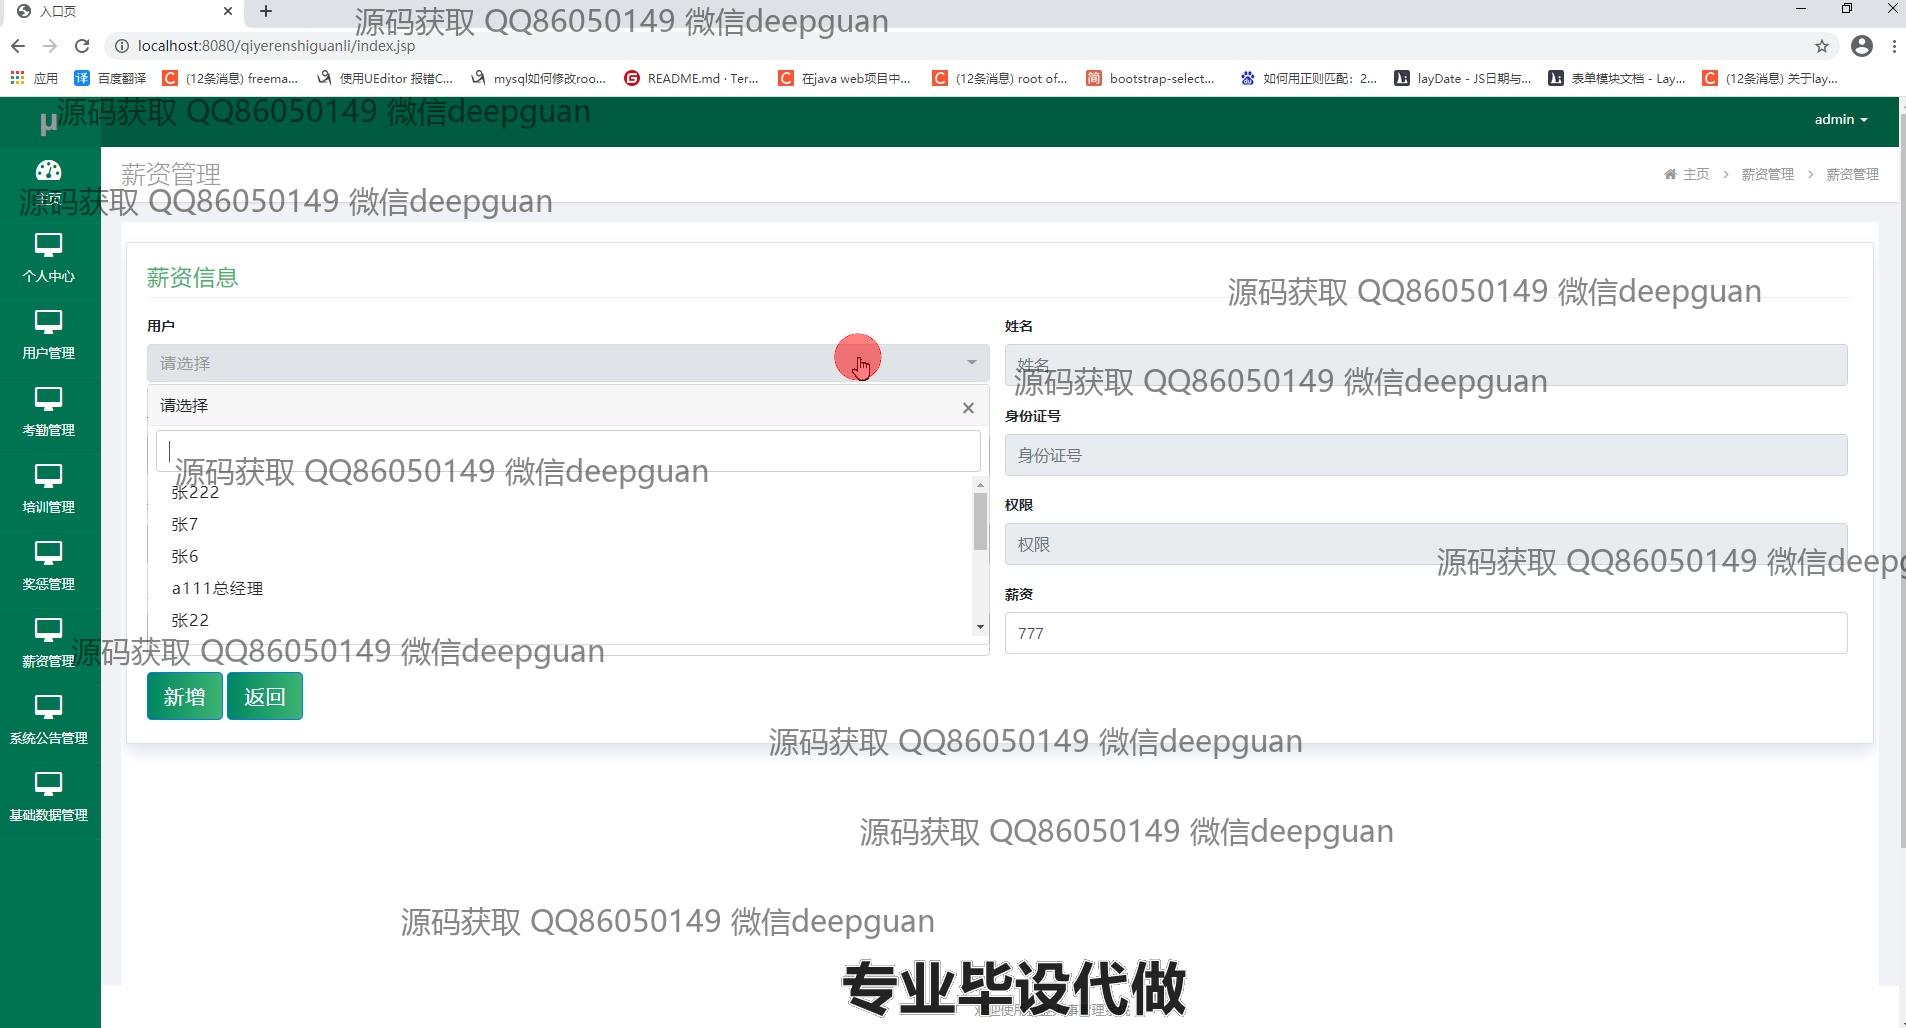 入口页
源码获取 QQ86050149 微信deepguan
localhost:8080/qiyerenshiguanli/index.jsp
应用 百度翻译 (12条消息) freema... 使用UEditor 报错C... mysql如何修改roo... README.md · Ter... 在java web项目中... (12条消息) root of... bootstrap-select... 如何用正则匹配：2... layDate - JS日期与... 表单模块文档 - Lay... (12条消息) 关于lay...
μ
源码获取 QQ86050149 微信deepguan
admin
薪资管理
主页 > 薪资管理 > 薪资管理
主页
源码获取 QQ86050149 微信deepguan
个人中心
用户管理
考勤管理
培训管理
奖惩管理
薪资管理
系统公告管理
基础数据管理
薪资信息
源码获取 QQ86050149 微信deepguan
用户
姓名
请选择
姓名
源码获取 QQ86050149 微信deepguan
请选择
×
身份证号
身份证号
源码获取 QQ86050149 微信deepguan
张222
张7
张6
a111总经理
张22
权限
权限
源码获取 QQ86050149 微信deepg
薪资
777
源码获取 QQ86050149 微信deepguan
新增 返回
源码获取 QQ86050149 微信deepguan
源码获取 QQ86050149 微信deepguan
源码获取 QQ86050149 微信deepguan
专业毕设代做